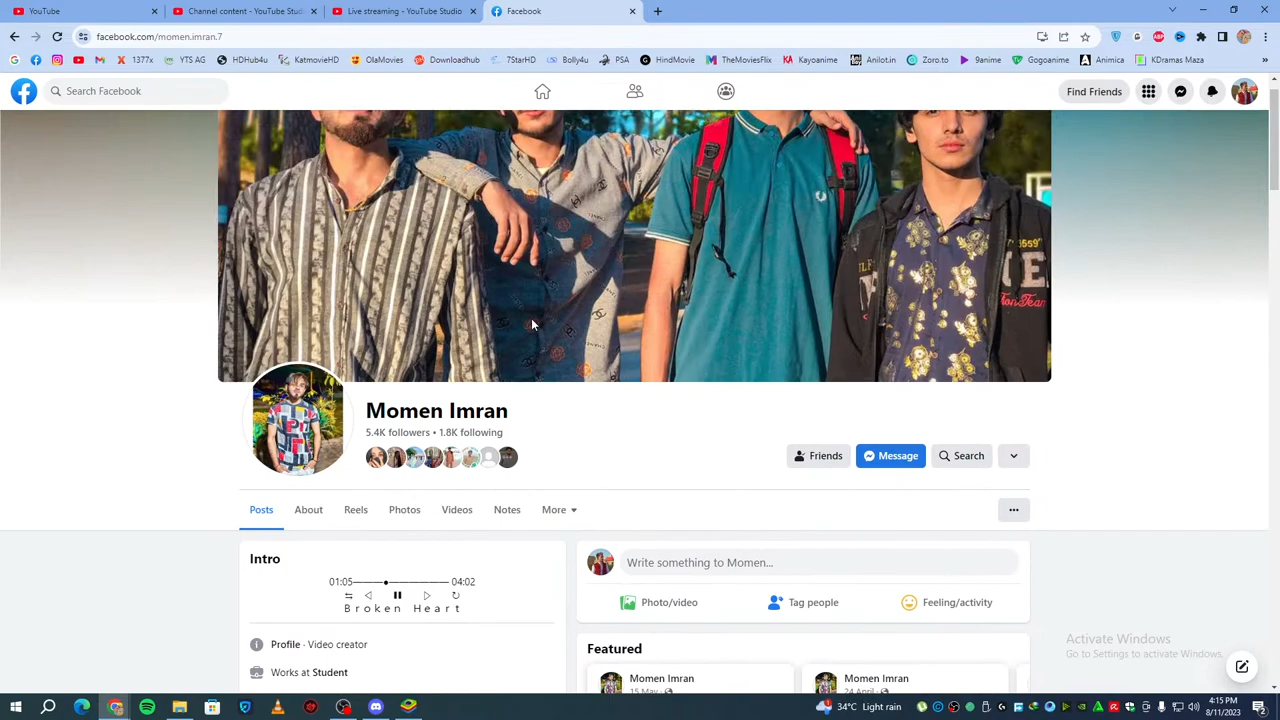 YouTube
Channel content - YouTube Studi
Live streaming - YouTube Studio
Facebook
facebook.com/momen.imran.7
1377x
YTS AG
HDHub4u
KatmovieHD
OlaMovies
Downloadhub
7StarHD
Bolly4u
PSA
HindMovie
TheMoviesFlix
Kayoanime
Anilot.in
Zoro.to
9anime
Gogoanime
Animica
KDramas Maza
Search Facebook
Find Friends
Momen Imran
5.4K followers • 1.8K following
Friends
Message
Search
Posts
About
Reels
Photos
Videos
Notes
More
Intro
01:05 04:02
Broken Heart
Profile · Video creator
Works at Student
Write something to Momen...
Photo/video
Tag people
Feeling/activity
Featured
Momen Imran
15 May ·
Momen Imran
24 April ·
Activate Windows
Go to Settings to activate Windows.
34°C Light rain
4:15 PM
8/11/2023